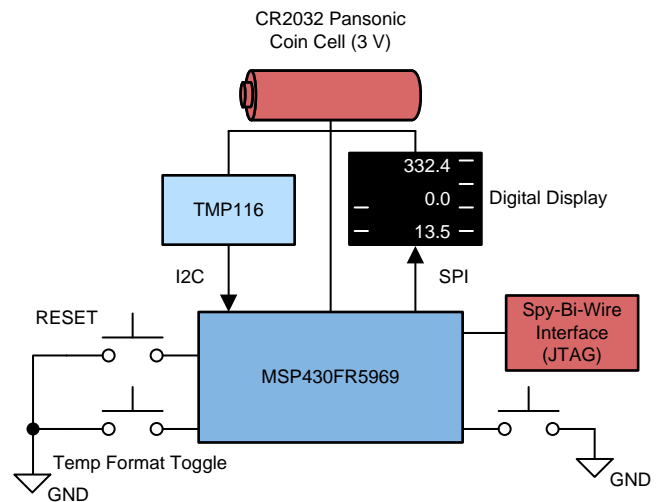 CR2032 Pansonic
Coin Cell (3 V)
332.4
0.0
13.5
TMP116
Digital Display
I2C
SPI
RESET
Spy-Bi-Wire
Interface
(JTAG)
MSP430FR5969
Temp Format Toggle
GND
GND